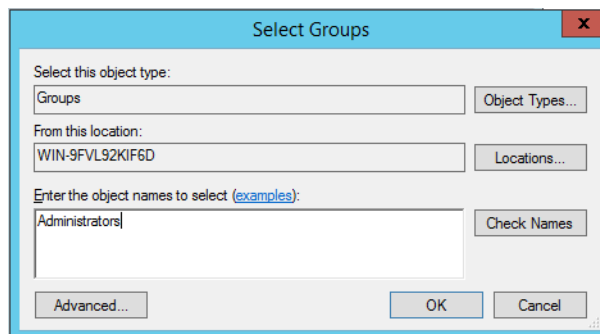 Select Groups
x
Select this object type:
Groups
Object Types...
From this location:
WIN-9FVL92KIF6D
Locations...
Enter the object names to select (examples):
Administrators
Check Names
Advanced...
OK
Cancel